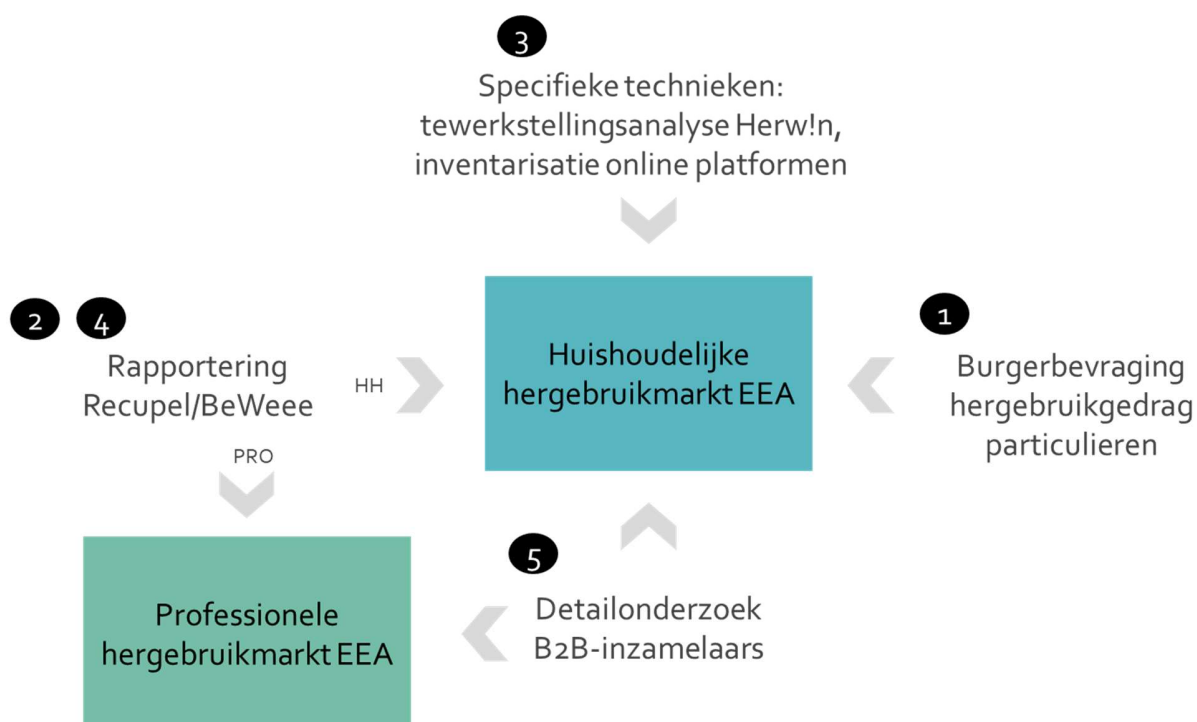 3
Specifieke technieken:
tewerkstellingsanalyse Herw!n,
inventarisatie online platformen
2 4
Rapportering
Recupel/BeWeee
HH
PRO
Huishoudelijke
hergebruikmarkt EEA
1
Burgerbevraging
hergebruikgedrag
particulieren
Professionele
hergebruikmarkt EEA
5
Detailonderzoek
B2B-inzamelaars